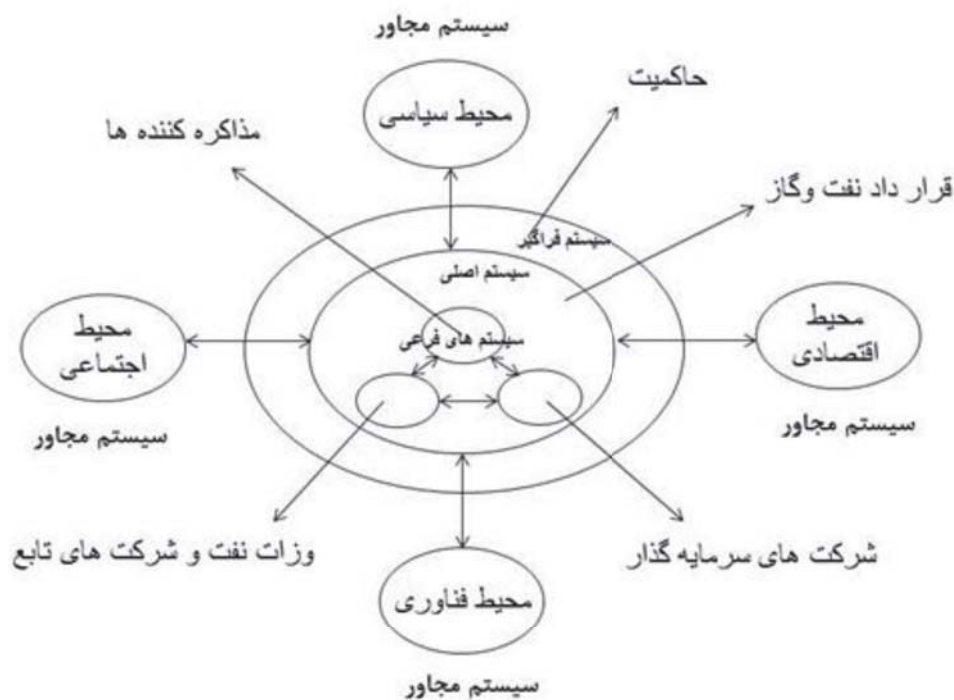 سیستم مجاور
محیط سیاسی
حاکمیت
مذاکره کننده ها
قرار داد نفت وگاز
سیستم فراگیر
سیستم اصلی
سیستم های فرعی
محیط
اقتصادی
سیستم مجاور
محیط
اجتماعی
سیستم مجاور
شرکت های سرمایه گذار
وزات نفت و شرکت های تابع
محیط فناوری
سیستم مجاور